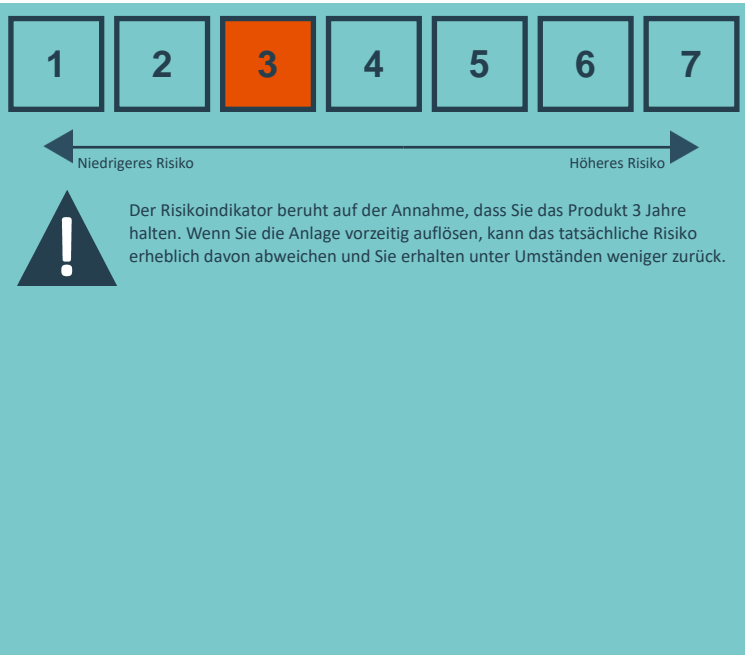 1 2 3 4 5 6 7
Niedrigeres Risiko Höheres Risiko
!
Der Risikoindikator beruht auf der Annahme, dass Sie das Produkt 3 Jahre
halten. Wenn Sie die Anlage vorzeitig auflösen, kann das tatsächliche Risiko
erheblich davon abweichen und Sie erhalten unter Umständen weniger zurück.